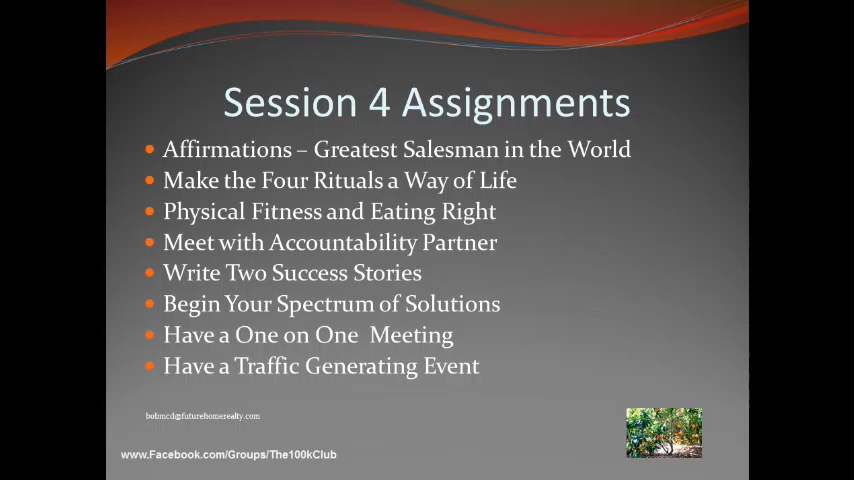 Session 4 Assignments
Affirmations – Greatest Salesman in the World
Make the Four Rituals a Way of Life
Physical Fitness and Eating Right
Meet with Accountability Partner
Write Two Success Stories
Begin Your Spectrum of Solutions
Have a One on One  Meeting
Have a Traffic Generating Event
bobmcd@futurehomerealty.com
www.Facebook.com/Groups/The100kClub